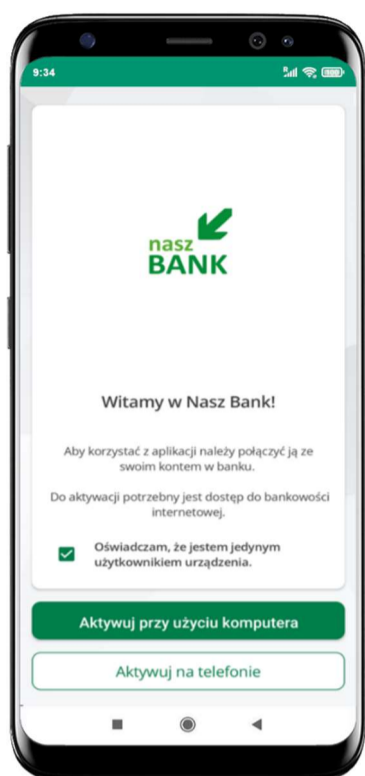 9:34
nasz
BANK
Witamy w Nasz Bank!
Aby korzystać z aplikacji należy połączyć ją ze
swoim kontem w banku.
Do aktywacji potrzebny jest dostęp do bankowości
internetowej.
Oświadczam, że jestem jedynym
użytkownikiem urządzenia.
Aktywuj przy użyciu komputera
Aktywuj na telefonie